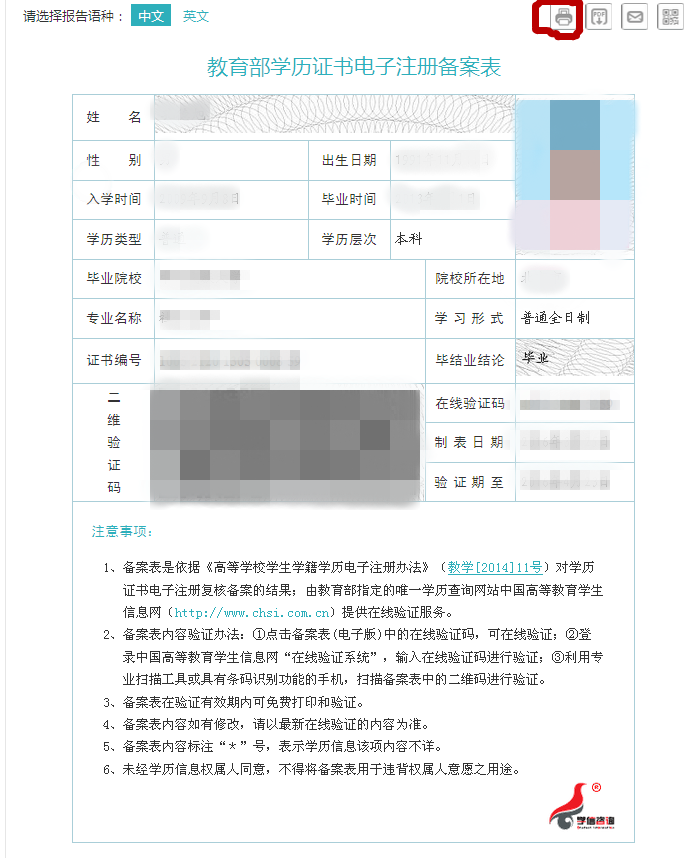 请选择报告语种： 中文 英文
PDF
教育部学历证书电子注册备案表
姓 名
性 别 出生日期
入学时间 毕业时间
学历类型 学历层次 本科
毕业院校 院校所在地
专业名称 学习形式 普通全日制
证书编号 毕结业结论 毕业
二维验证码 在线验证码
制表日期
验证期至
注意事项：
1、备案表是依据《高等学校学生学籍学历电子注册办法》（教学[2014]11号）对学历
证书电子注册复核备案的结果；由教育部指定的唯一学历查询网站中国高等教育学生
信息网（http://www.chsi.com.cn）提供在线验证服务。
2、备案表内容验证办法：①点击备案表(电子版)中的在线验证码，可在线验证；②登
录中国高等教育学生信息网“在线验证系统”，输入在线验证码进行验证；③利用专
业扫描工具或具有条码识别功能的手机，扫描备案表中的二维码进行验证。
3、备案表在验证有效期内可免费打印和验证。
4、备案表内容如有修改，请以最新在线验证的内容为准。
5、备案表内容标注“*”号，表示学历信息该项内容不详。
6、未经学历信息权属人同意，不得将备案表用于违背权属人意愿之用途。
®
学信咨询